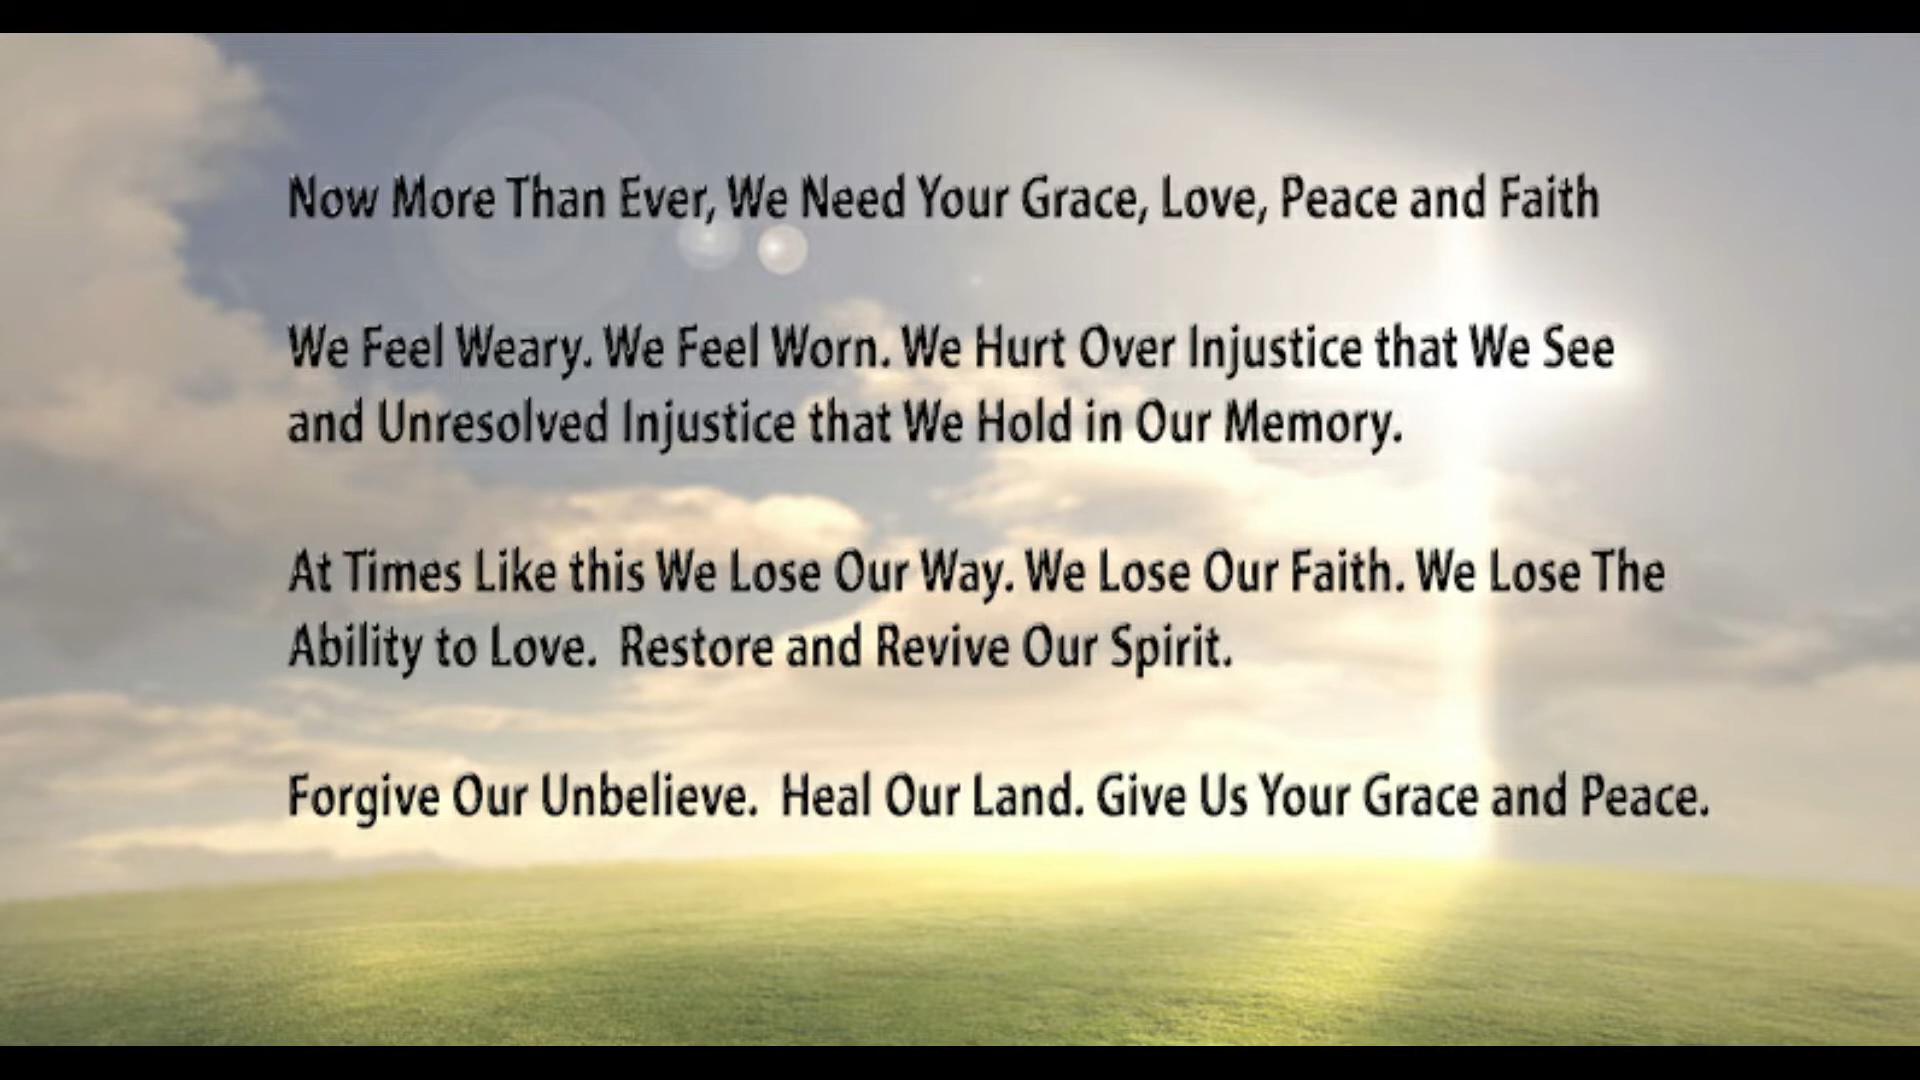 Now More Than Ever, We Need Your Grace, Love, Peace and Faith
We Feel Weary. We Feel Worn. We Hurt Over Injustice that We See
and Unresolved Injustice that We Hold in Our Memory.
At Times Like this We Lose Our Way. We Lose Our Faith. We Lose The
Ability to Love.  Restore and Revive Our Spirit.
Forgive Our Unbelieve.  Heal Our Land. Give Us Your Grace and Peace.